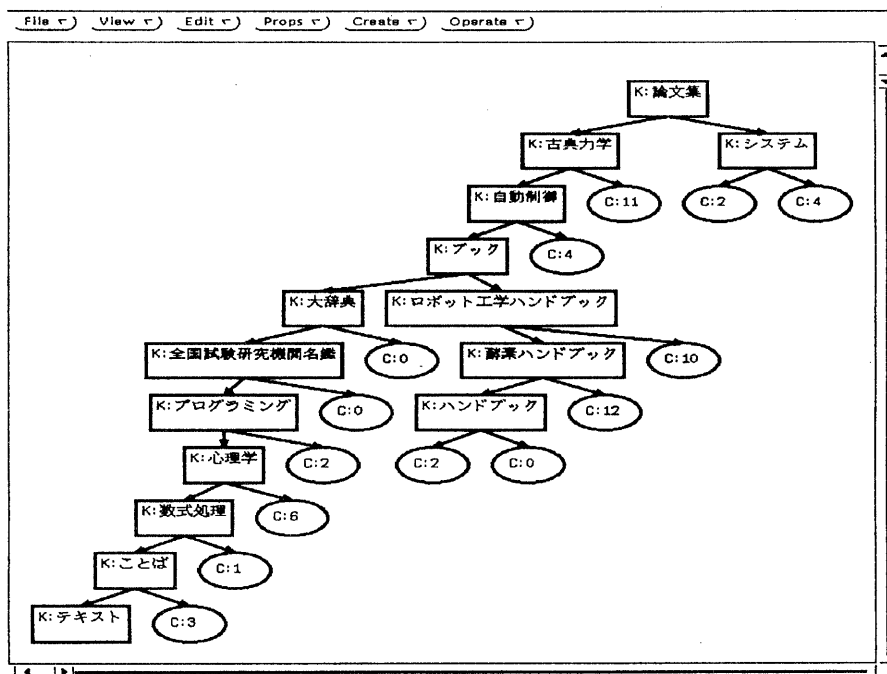 File View Edit Props Create Operate
K:論文集
K:古典力学 K:システム
K:自動制御 C:11 C:2 C:4
K:ブック C:4
K:大辞典 K:ロボット工学ハンドブック
K:全国試験研究機関名鑑 C:0 K:酵素ハンドブック C:10
K:プログラミング C:0 K:ハンドブック C:12
K:心理学 C:2 C:2 C:0
K:数式処理 C:6
K:ことば C:1
K:テキスト C:3